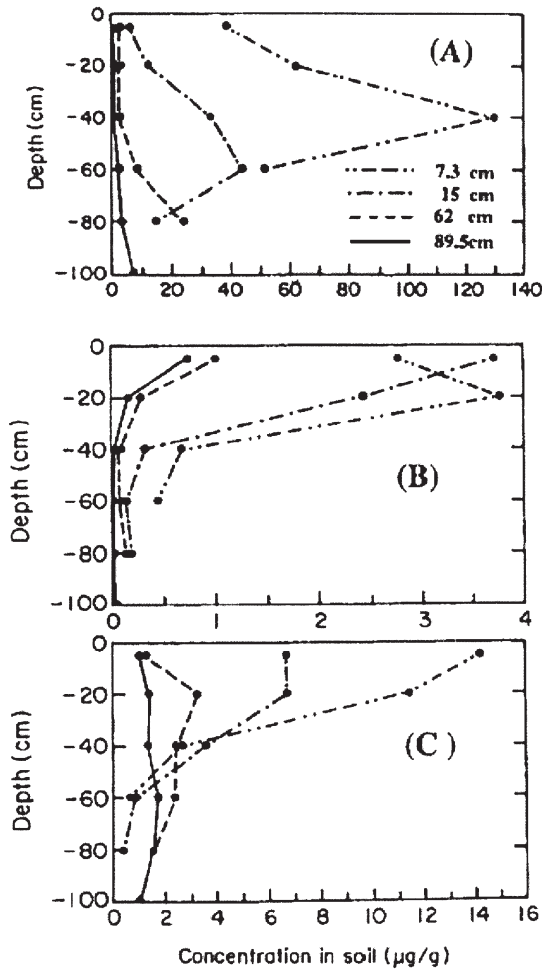 0
-20
-40
-60
-80
-100
Depth (cm)
(A)
7.3 cm
15 cm
62 cm
89.5cm
0 20 40 60 80 100 120 140
0
-20
-40
-60
-80
-100
Depth (cm)
(B)
0 1 2 3 4
0
-20
-40
-60
-80
-100
Depth (cm)
(C)
0 2 4 6 8 10 12 14 16
Concentration in soil (μg/g)